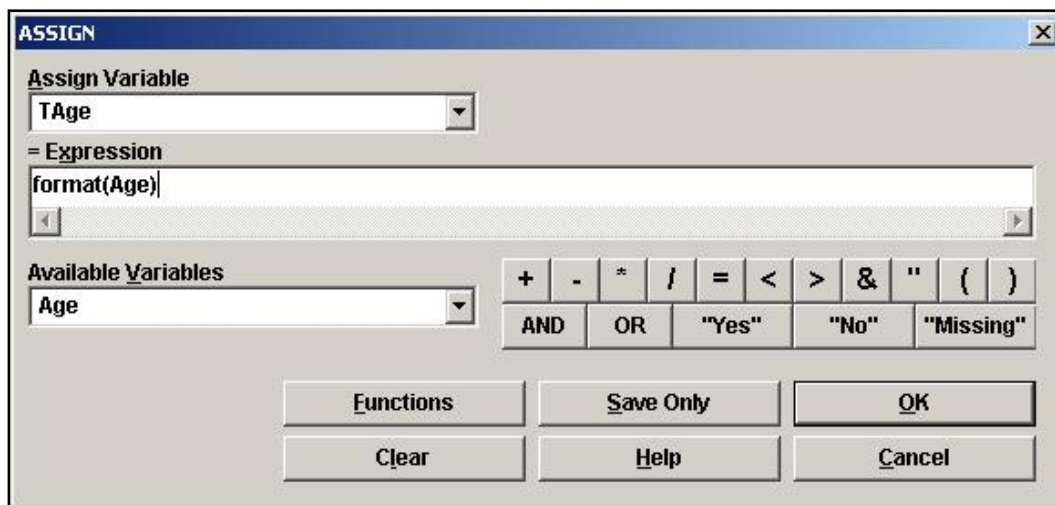 ASSIGN
Assign Variable
TAge
= Expression
format(Age)
Available Variables
Age
+ - * / = < > & " ( )
AND OR "Yes" "No" "Missing"
Functions Save Only OK
Clear Help Cancel